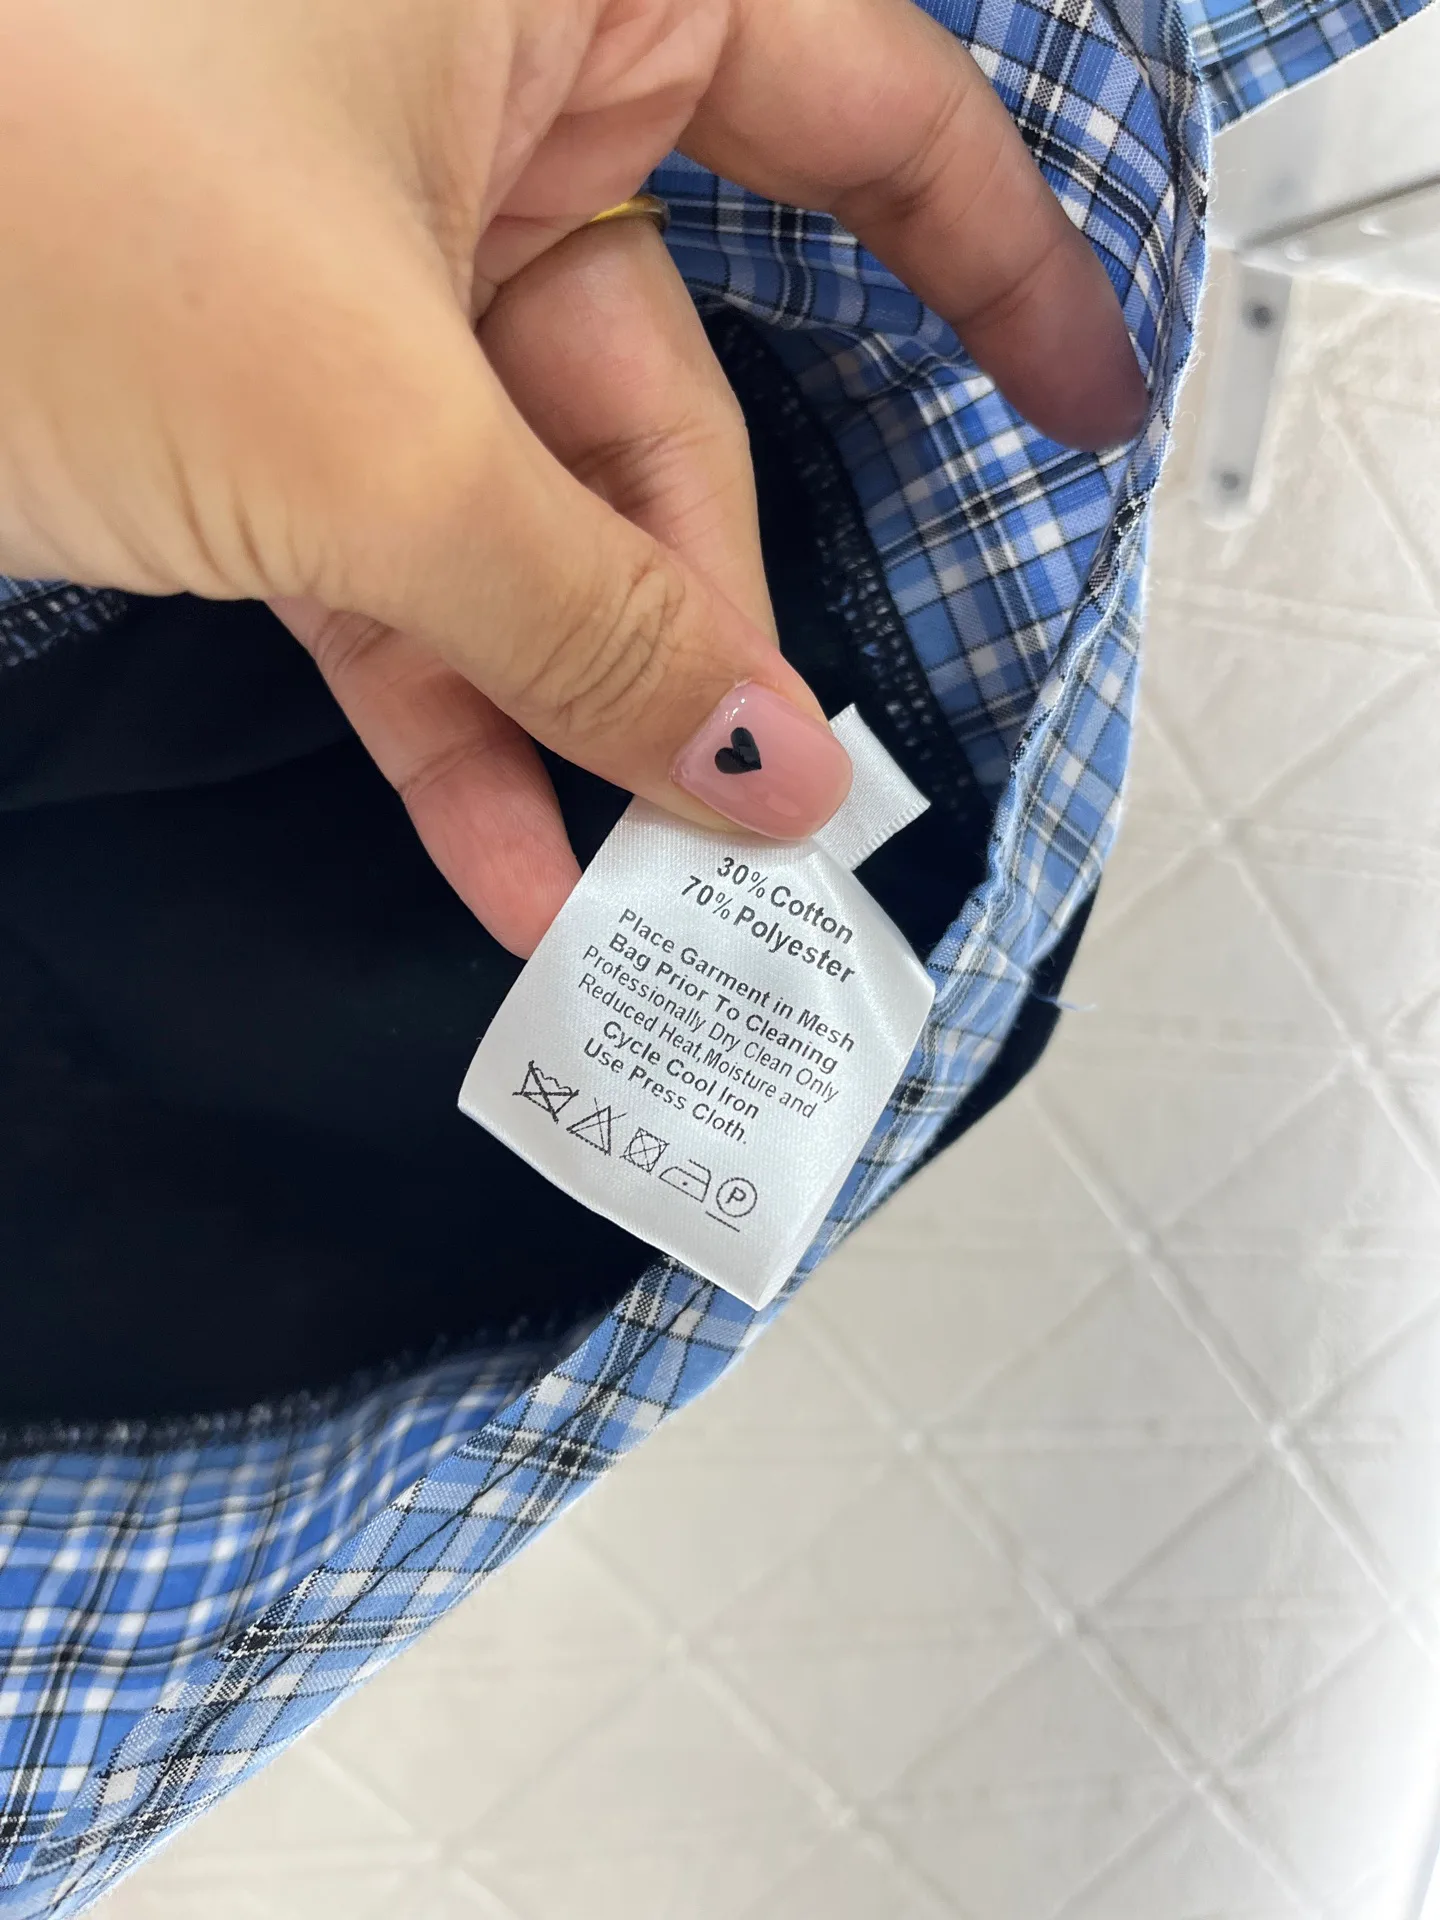 30% Cotton
70% Polyester
Place Garment in Mesh
Bag Prior To Cleaning
Professionally Dry Clean Only
Reduced Heat, Moisture and
Cycle Cool Iron
Use Press Cloth.
P